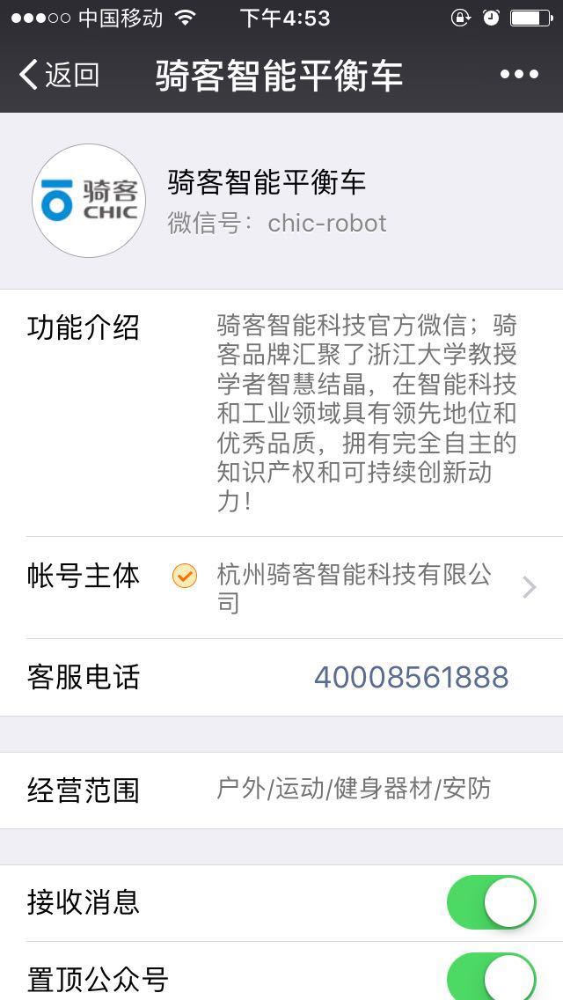 中国移动 下午4:53
返回 骑客智能平衡车
骑客
CHIC
骑客智能平衡车
微信号：chic-robot
功能介绍
骑客智能科技官方微信；骑
客品牌汇聚了浙江大学教授
学者智慧结晶，在智能科技
和工业领域具有领先地位和
优秀品质，拥有完全自主的
知识产权和可持续创新动
力！
帐号主体
杭州骑客智能科技有限公
司
客服电话 40008561888
经营范围 户外/运动/健身器材/安防
接收消息
置顶公众号